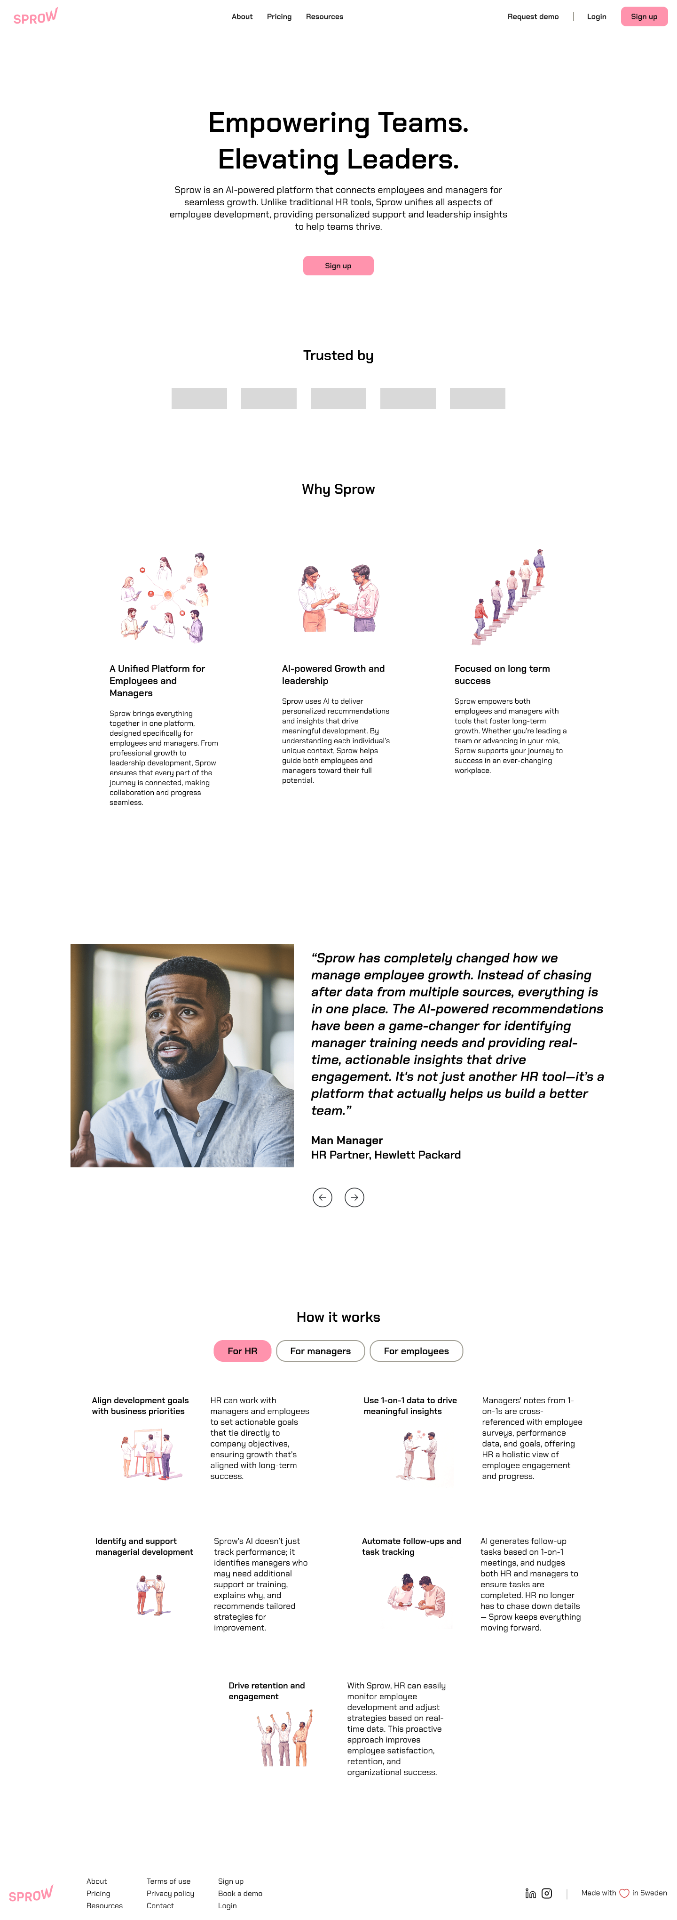 SPROW
About Pricing Resources
Request demo | Login Sign up
Empowering Teams.
Elevating Leaders.
Sprow is an AI-powered platform that connects employees and managers for
seamless growth. Unlike traditional HR tools, Sprow unifies all aspects of
employee development, providing personalized support and leadership insights
to help teams thrive.
Sign up
Trusted by
Why Sprow
A Unified Platform for
Employees and
Managers
Sprow brings everything
together in one platform,
designed specifically for
employees and managers. From
professional growth to
leadership development, Sprow
ensures that every part of the
journey is connected, making
collaboration and progress
seamless.
AI-powered Growth and
leadership
Sprow uses AI to deliver
personalized recommendations
and insights that drive
meaningful development. By
understanding each individual's
unique context, Sprow helps
guide both employees and
managers toward their full
potential.
Focused on long term
success
Sprow empowers both
employees and managers with
tools that foster long-term
growth. Whether you're leading a
team or advancing in your role,
Sprow supports your journey to
success in an ever-changing
workplace.
“Sprow has completely changed how we
manage employee growth. Instead of chasing
after data from multiple sources, everything is
in one place. The AI-powered recommendations
have been a game-changer for identifying
manager training needs and providing real-
time, actionable insights that drive
engagement. It's not just another HR tool—it's a
platform that actually helps us build a better
team.”
Man Manager
HR Partner, Hewlett Packard
How it works
For HR For managers For employees
Align development goals
with business priorities
HR can work with
managers and employees
to set actionable goals
that tie directly to
company objectives,
ensuring growth that's
aligned with long-term
success.
Use 1-on-1 data to drive
meaningful insights
Managers' notes from 1-
on-1s are cross-
referenced with employee
surveys, performance
data, and goals, offering
HR a holistic view of
employee engagement
and progress.
Identify and support
managerial development
Sprow's AI doesn't just
track performance; it
identifies managers who
may need additional
support or training,
explains why, and
recommends tailored
strategies for
improvement.
Automate follow-ups and
task tracking
AI generates follow-up
tasks based on 1-on-1
meetings, and nudges
both HR and managers to
ensure tasks are
completed. HR no longer
has to chase down details
— Sprow keeps everything
moving forward.
Drive retention and
engagement
With Sprow, HR can easily
monitor employee
development and adjust
strategies based on real-
time data. This proactive
approach improves
employee satisfaction,
retention, and
organizational success.
SPROW
About
Pricing
Resources
Terms of use
Privacy policy
Contact
Sign up
Book a demo
Login
Made with in Sweden